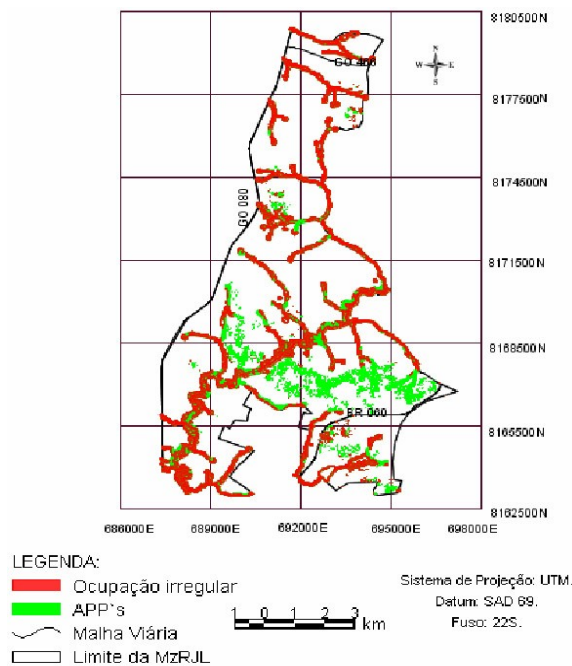 8180500N
N
W E
S
GO 460
8177500N
8174500N
GO 080
8171500N
8168500N
BR 060
8165500N
8162500N
686000E 689000E 692000E 695000E 698000E
LEGENDA:
Ocupação irregular
APP`s
Malha Viária
Limite da MzRJL
1 0 1 2 3
km
Sistema de Projeção: UTM.
Datum: SAD 69.
Fuso: 22S.